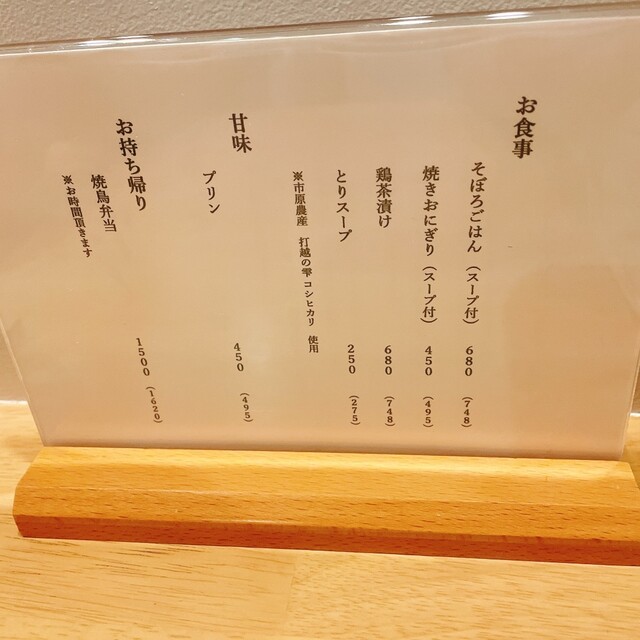 お食事
そぼろごはん（スープ付） 680 （748）
焼きおにぎり（スープ付） 450 （495）
鶏茶漬け 680 （748）
とりスープ 250 （275）
※市原農産 打越の雫コシヒカリ 使用
甘味
プリン 450 （495）
お持ち帰り
焼鳥弁当 1500 （1620）
※お時間頂きます